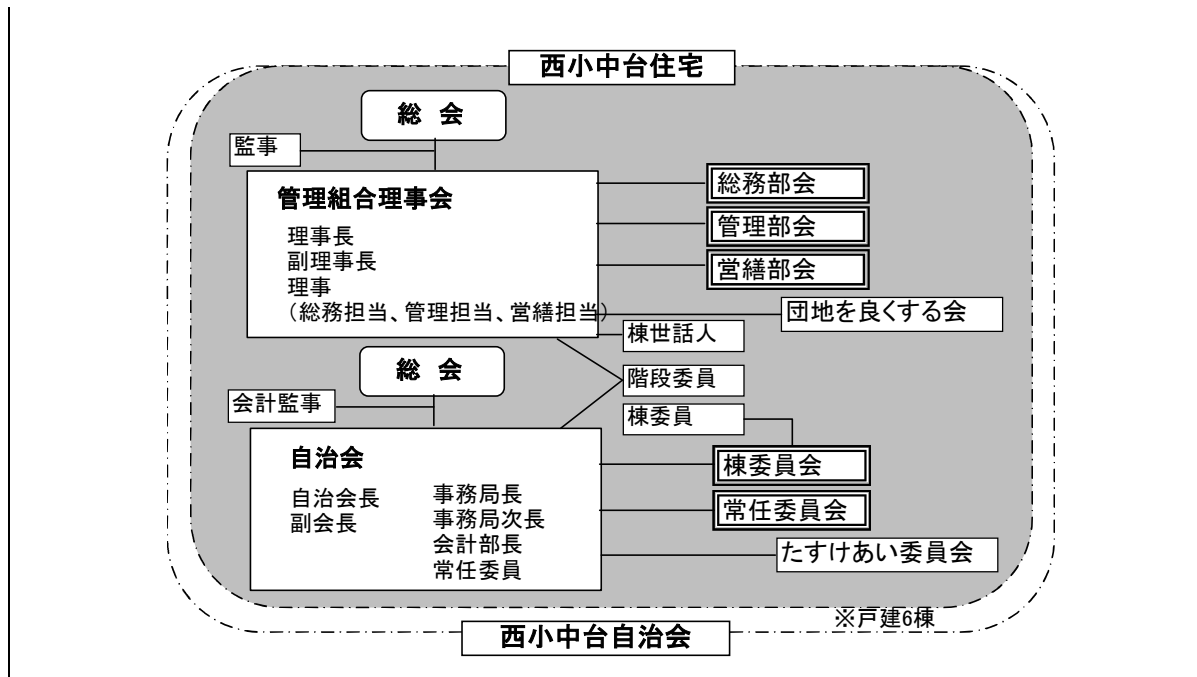 西小中台住宅
総 会
監事
管理組合理事会
理事長
副理事長
理事
（総務担当、管理担当、営繕担当）
総務部会
管理部会
営繕部会
団地を良くする会
棟世話人
階段委員
棟委員
総 会
会計監事
自治会
自治会長
副会長
事務局長
事務局次長
会計部長
常任委員
棟委員会
常任委員会
たすけあい委員会
※戸建6棟
西小中台自治会